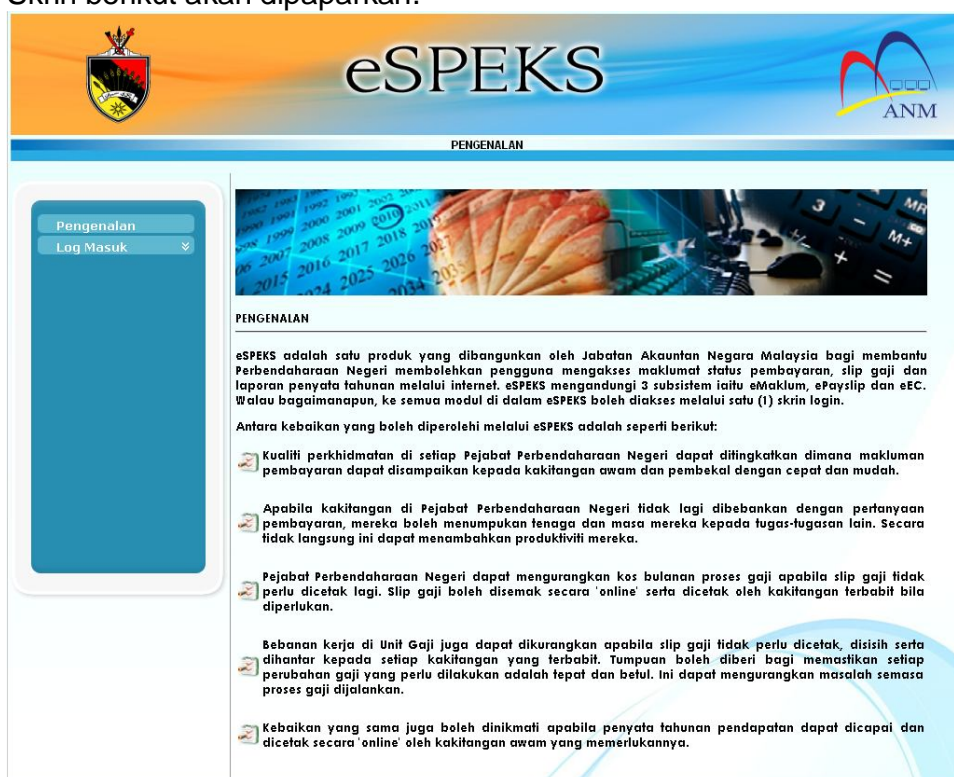 Skrin berikut akan dipaparkan:
eSPEKS
ANM
PENGENALAN
Pengenalan
Log Masuk
PENGENALAN
eSPEKS adalah satu produk yang dibangunkan oleh Jabatan Akauntan Negara Malaysia bagi membantu
Perbendaharaan Negeri membolehkan pengguna mengakses maklumat status pembayaran, slip gaji dan
laporan penyata tahunan melalui internet. eSPEKS mengandungi 3 subsistem iaitu eMaklum, ePayslip dan eEC.
Walau bagaimanapun, ke semua modul di dalam eSPEKS boleh diakses melalui satu (1) skrin login.
Antara kebaikan yang boleh diperolehi melalui eSPEKS adalah seperti berikut:
Kualiti perkhidmatan di setiap Pejabat Perbendaharaan Negeri dapat ditingkatkan dimana makluman
pembayaran dapat disampaikan kepada kakitangan awam dan pembekal dengan cepat dan mudah.
Apabila kakitangan di Pejabat Perbendaharaan Negeri tidak lagi dibebankan dengan pertanyaan
pembayaran, mereka boleh menumpukan tenaga dan masa mereka kepada tugas-tugasan lain. Secara
tidak langsung ini dapat menambahkan produktiviti mereka.
Pejabat Perbendaharaan Negeri dapat mengurangkan kos bulanan proses gaji apabila slip gaji tidak
perlu dicetak lagi. Slip gaji boleh disemak secara 'online' serta dicetak oleh kakitangan terbabit bila
diperlukan.
Bebanan kerja di Unit Gaji juga dapat dikurangkan apabila slip gaji tidak perlu dicetak, disisih serta
dihantar kepada setiap kakitangan yang terbabit. Tumpuan boleh diberi bagi memastikan setiap
perubahan gaji yang perlu dilakukan adalah tepat dan betul. Ini dapat mengurangkan masalah semasa
proses gaji dijalankan.
Kebaikan yang sama juga boleh dinikmati apabila penyata tahunan pendapatan dapat dicapai dan
dicetak secara 'online' oleh kakitangan awam yang memerlukannya.